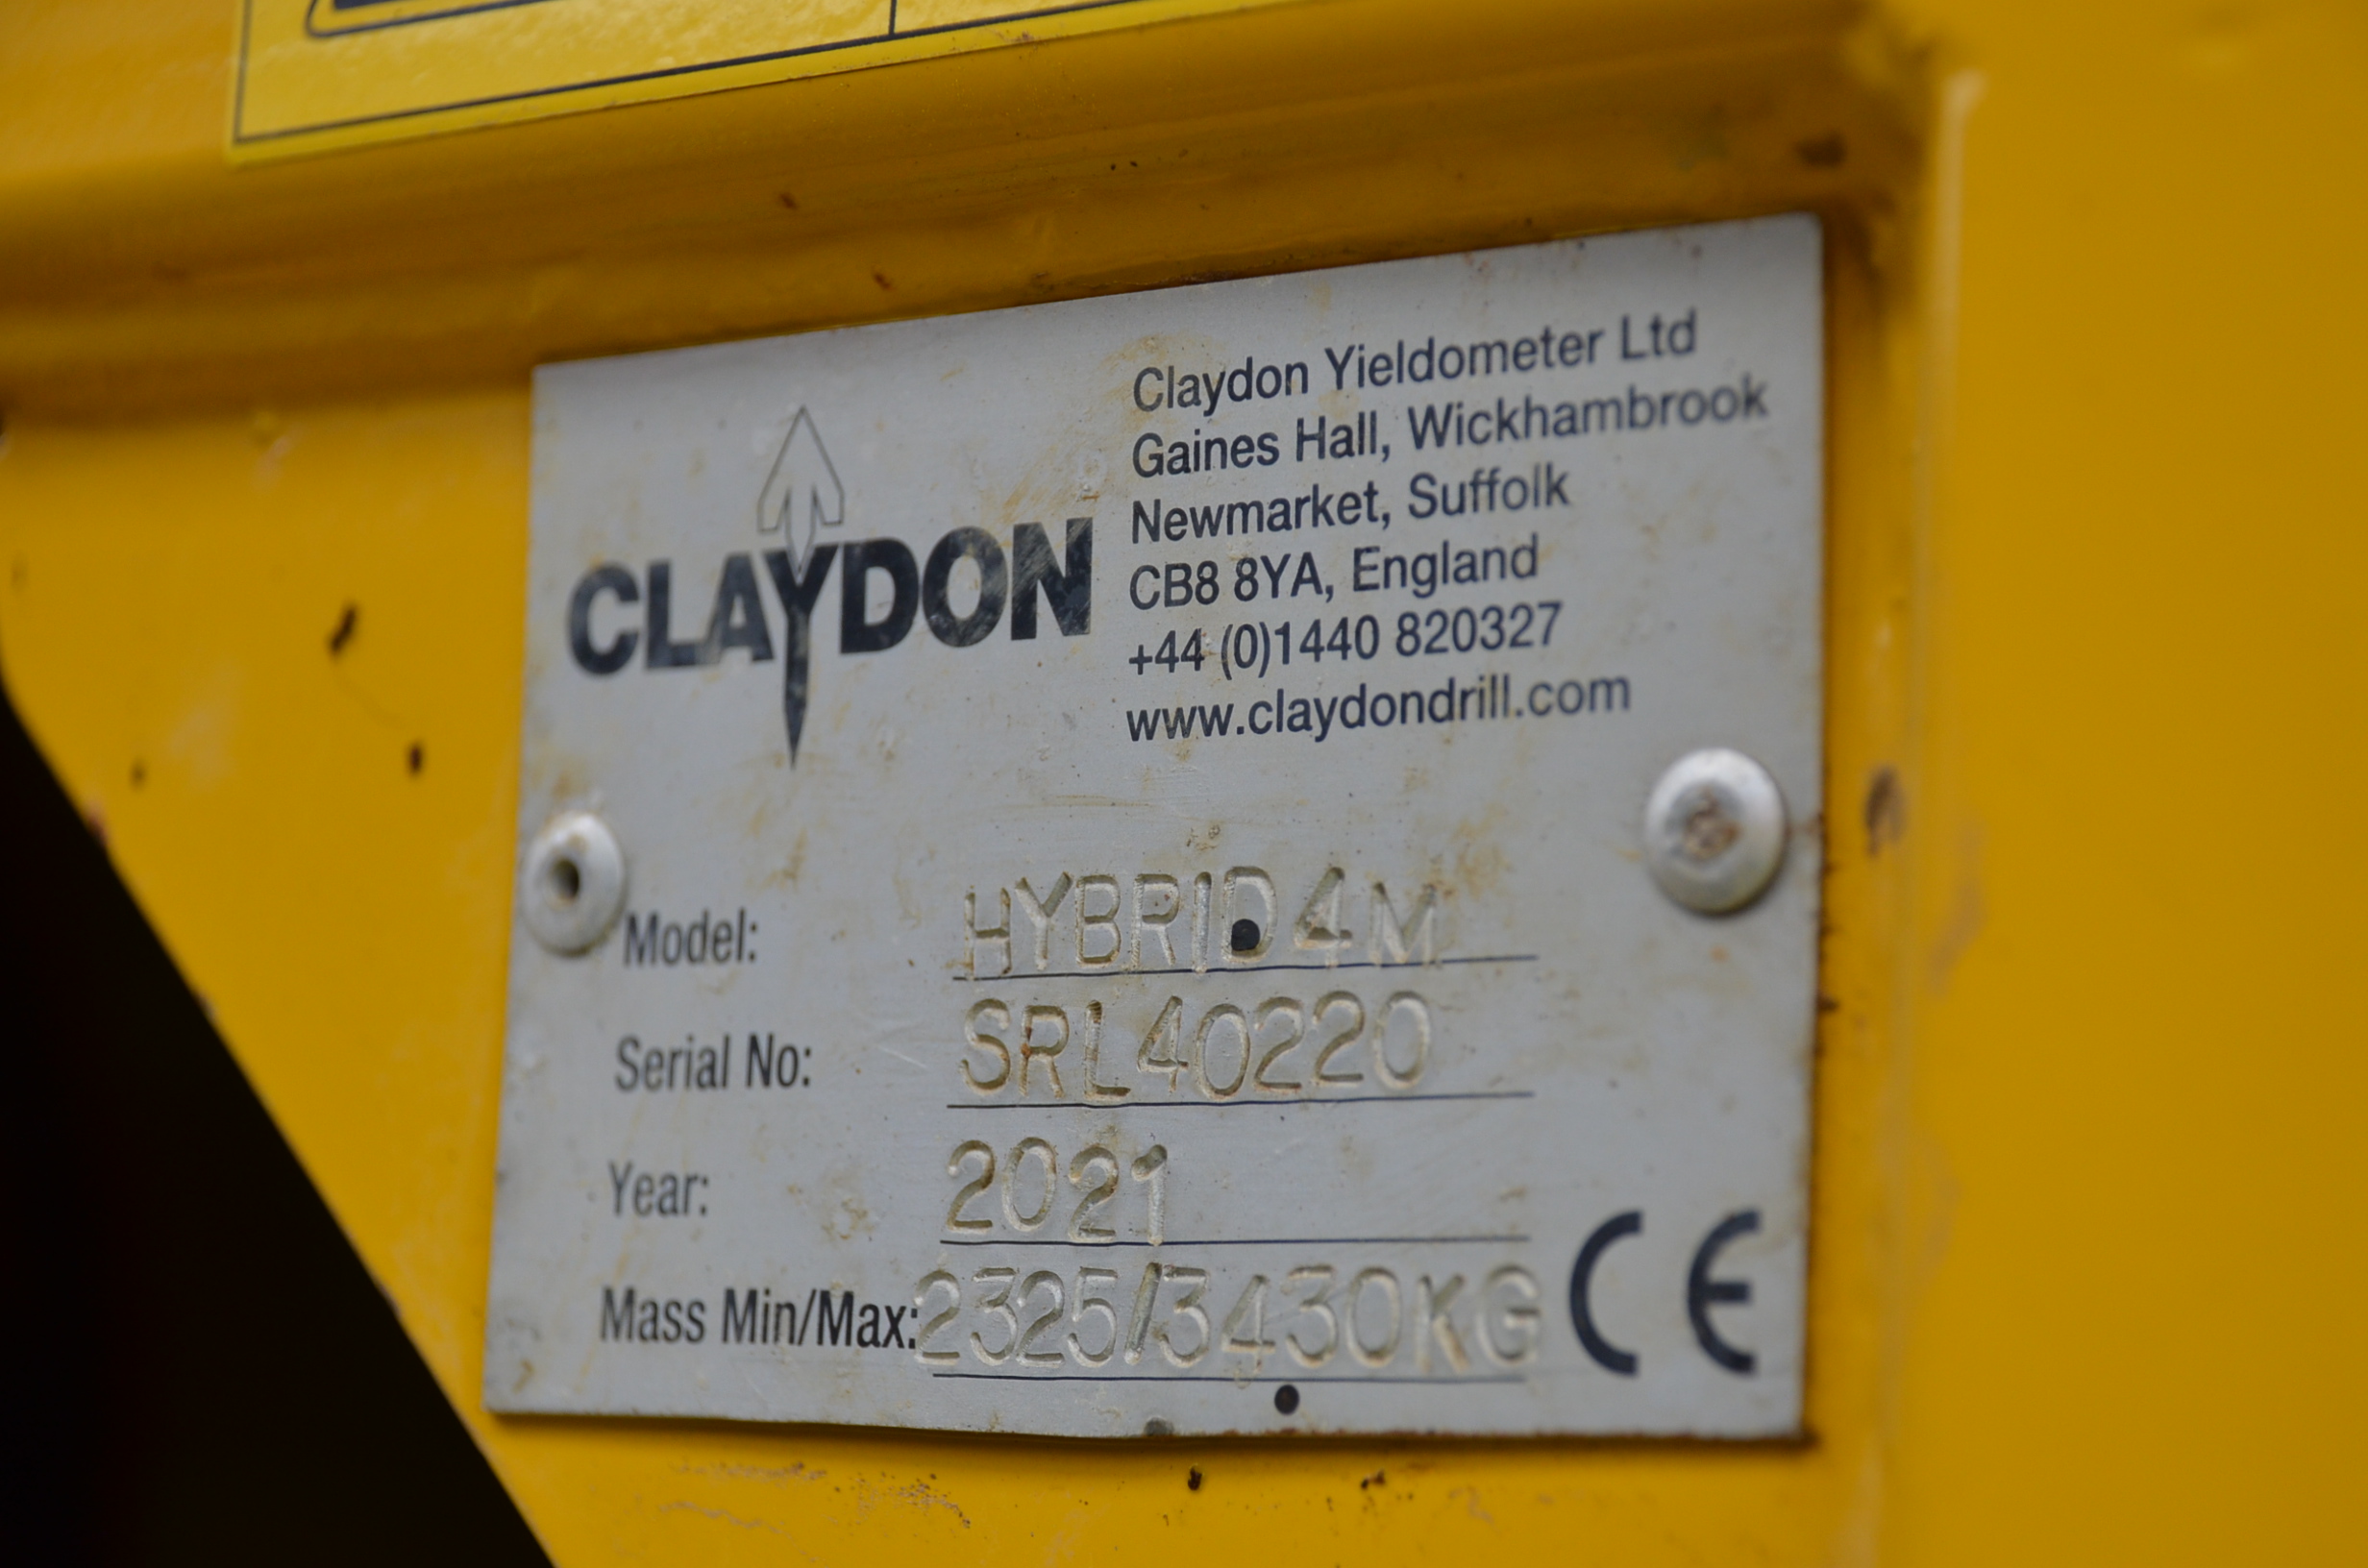 CLAYDON
Claydon Yieldometer Ltd
Gaines Hall, Wickhambrook
Newmarket, Suffolk
CB8 8YA, England
+44 (0)1440 820327
www.claydondrill.com
Model: HYBRID 4M
Serial No: SRL40220
Year: 2021
Mass Min/Max: 2325/3430KG
CE